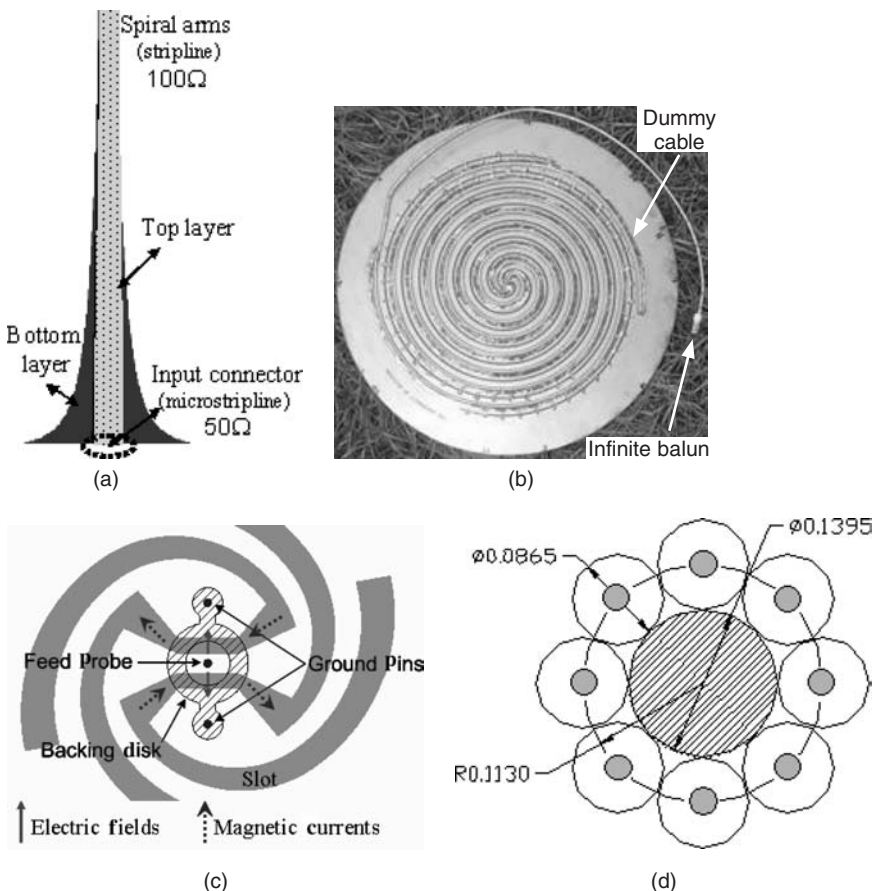 Spiral arms
(stripline)
100Ω
Top layer
Bottom
layer
Input connector
(microstripline)
50Ω
(a)
Dummy
cable
Infinite balun
(b)
Feed Probe
Ground Pins
Backing disk
Slot
Electric fields
Magnetic currents
(c)
ø0.0865
ø0.1395
R0.1130
(d)